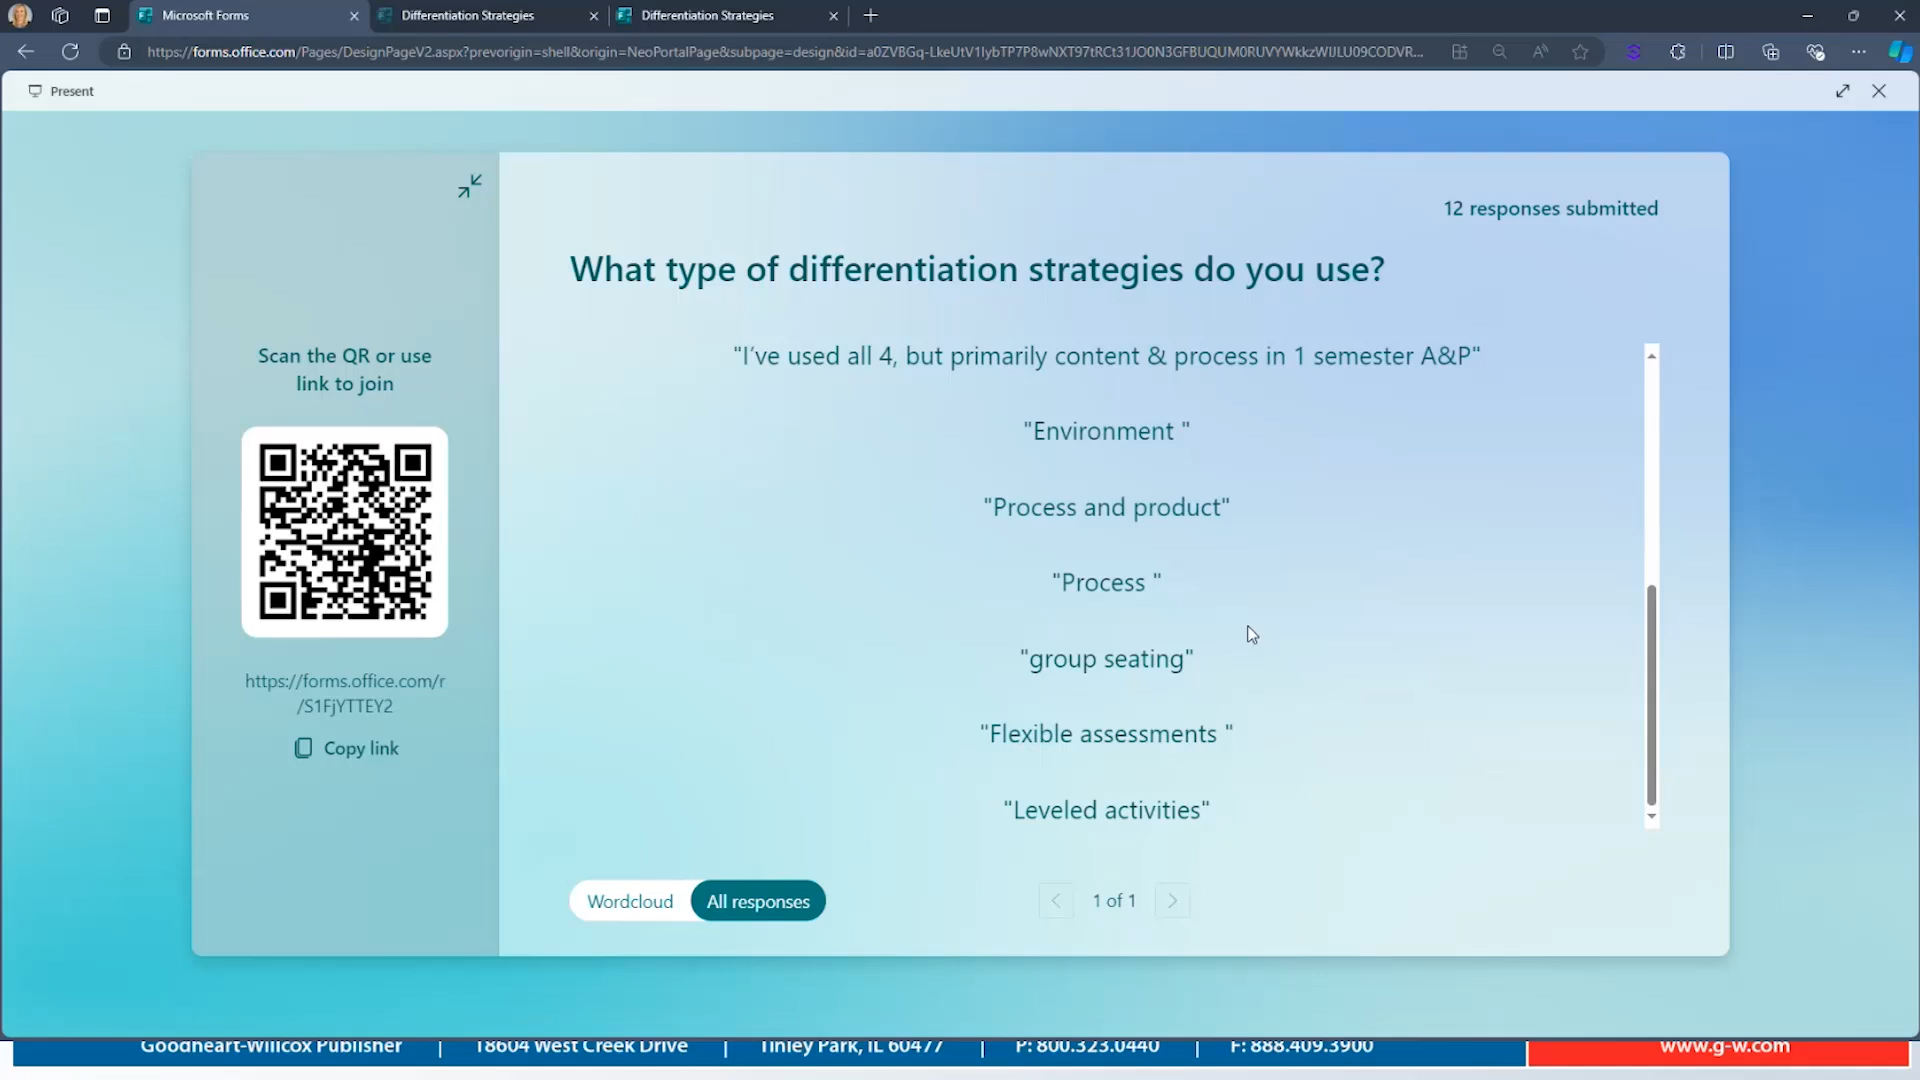 Microsoft Forms
Differentiation Strategies
Differentiation Strategies
https://forms.office.com/Pages/DesignPageV2.aspx?prevorigin=shell&origin=NeoPortalPage&subpage=design&id=
Present
12 responses submitted
What type of differentiation strategies do you use?
Scan the QR or use
link to join
https://forms.office.com/r
/S1FjYTTEY2
Copy link
"I've used all 4, but primarily content & process in 1 semester A&P"
"Environment "
"Process and product"
"Process "
"group seating"
"Flexible assessments "
"Leveled activities"
Wordcloud
All responses
1 of 1
Goodheart-Willcox Publisher | 18604 West Creek Drive | Tinley Park, IL 60477 | P: 800.323.0440 | F: 888.409.3900
www.g-w.com